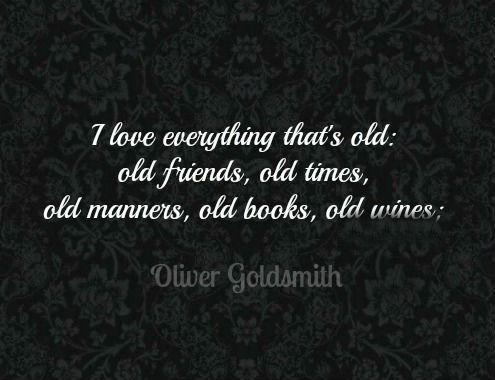 I love everything that's old:
old friends, old times,
old manners, old books, old wines;
Oliver Goldsmith